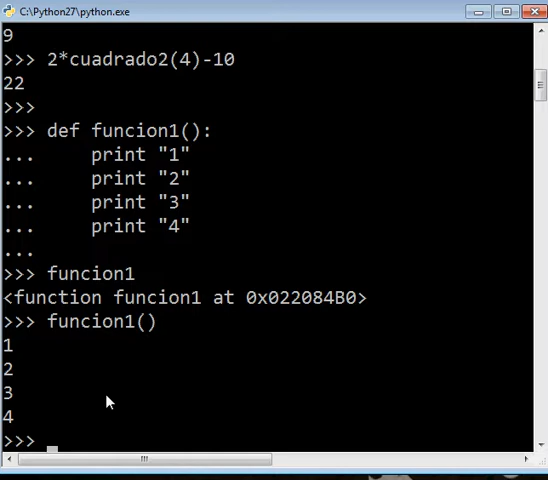 C:\Python27\python.exe
9
>>> 2*cuadrado2(4)-10
22
>>>
>>> def funcion1():
...     print "1"
...     print "2"
...     print "3"
...     print "4"
...
>>> funcion1
<function funcion1 at 0x022084B0>
>>> funcion1()
1
2
3
4
>>>